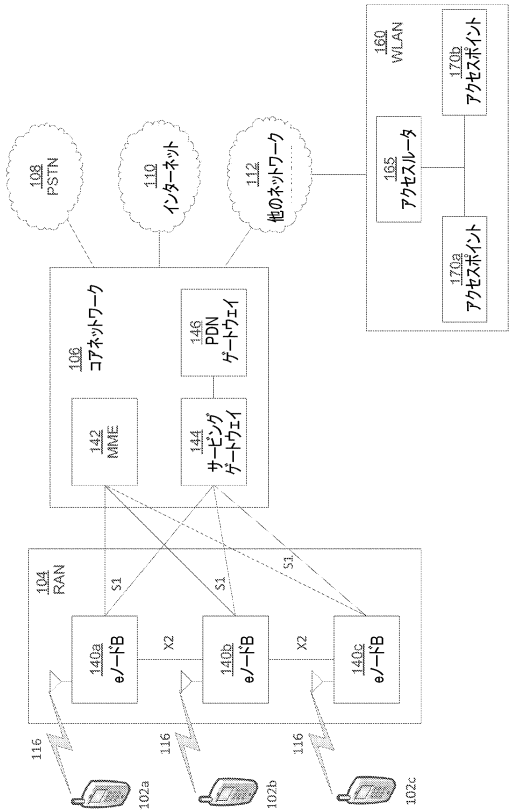 102a
102b
102c
116
116
116
104
RAN
140a
eノードB
140b
eノードB
140c
eノードB
X2
X2
S1
S1
S1
106
コアネットワーク
142
MME
144
サービング
ゲートウェイ
146
PDN
ゲートウェイ
108
PSTN
110
インターネット
112
他のネットワーク
160
WLAN
165
アクセスルータ
170a
アクセスポイント
170b
アクセスポイント